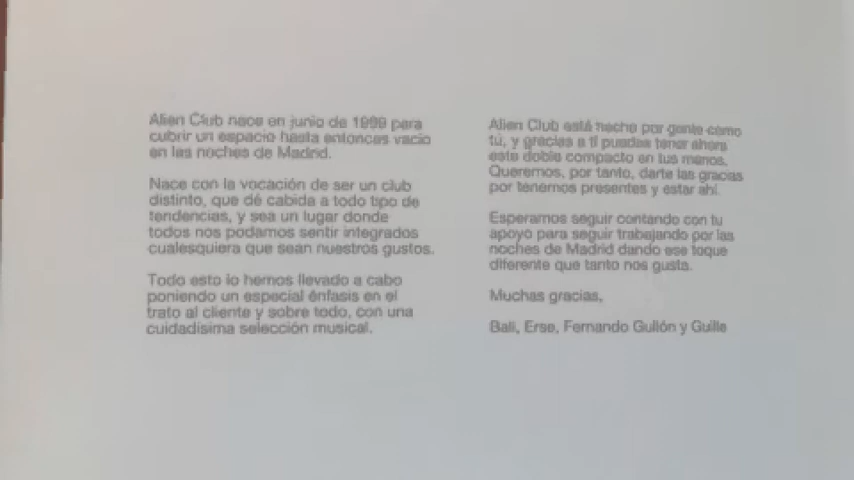 Alien Club nace en junio de 1999 para
cubrir un espacio hasta entonces vacio
en las noches de Madrid.
Nace con la vocación de ser un club
distinto, que dé cabida a todo tipo de
tendencias, y sea un lugar donde
todos nos podamos sentir integrados
cualesquiera que sean nuestros gustos.
Todo esto lo hemos llevado a cabo
poniendo un especial énfasis en el
trato al cliente y sobre todo, con una
cuidadísima selección musical.
Alien Club está hecho por gente como
tú, y gracias a ti puedes tener ahora
este doble compacto en tus manos.
Queremos, por tanto, darte las gracias
por tenernos presentes y estar ahí.
Esperamos seguir contando con tu
apoyo para seguir trabajando por las
noches de Madrid dando ese toque
diferente que tanto nos gusta.
Muchas gracias,
Bali, Erse, Fernando Gullón y Guille